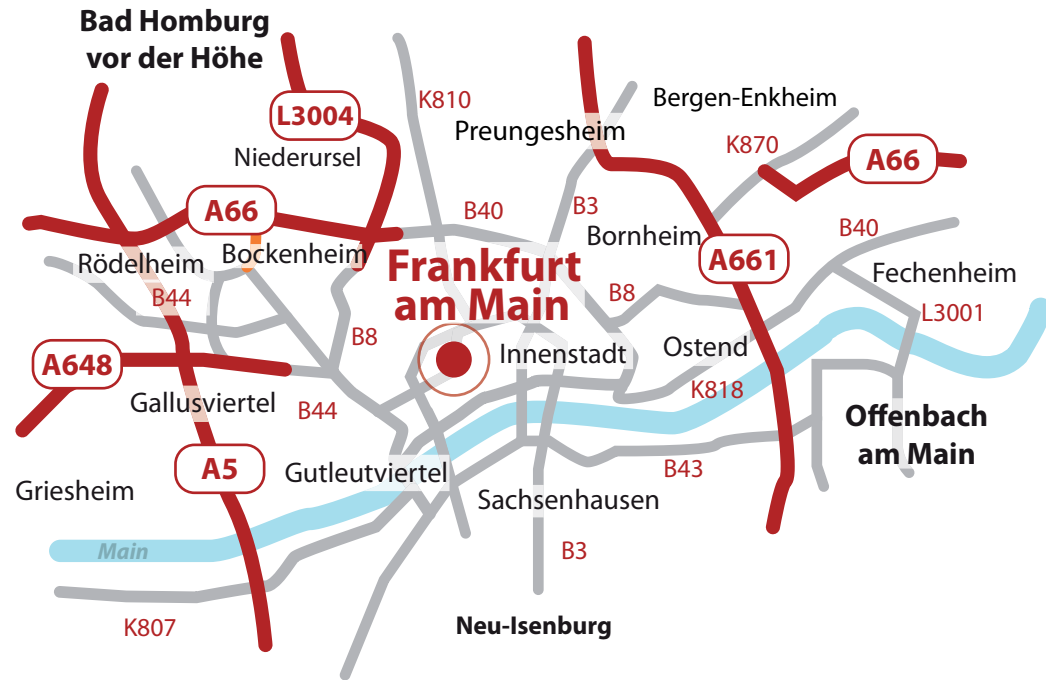 Bad Homburg
vor der Höhe
L3004
K810
Bergen-Enkheim
Preungesheim
K870
Niederursel
A66
A66
B40
B3
B40
Bockenheim
Bornheim
Rödelheim
Frankfurt
am Main
A661
Fechenheim
B44
B8
B8
L3001
A648
Innenstadt
Ostend
Gallusviertel
B44
K818
Offenbach
am Main
A5
Gutleutviertel
B43
Griesheim
Sachsenhausen
Main
B3
K807
Neu-Isenburg